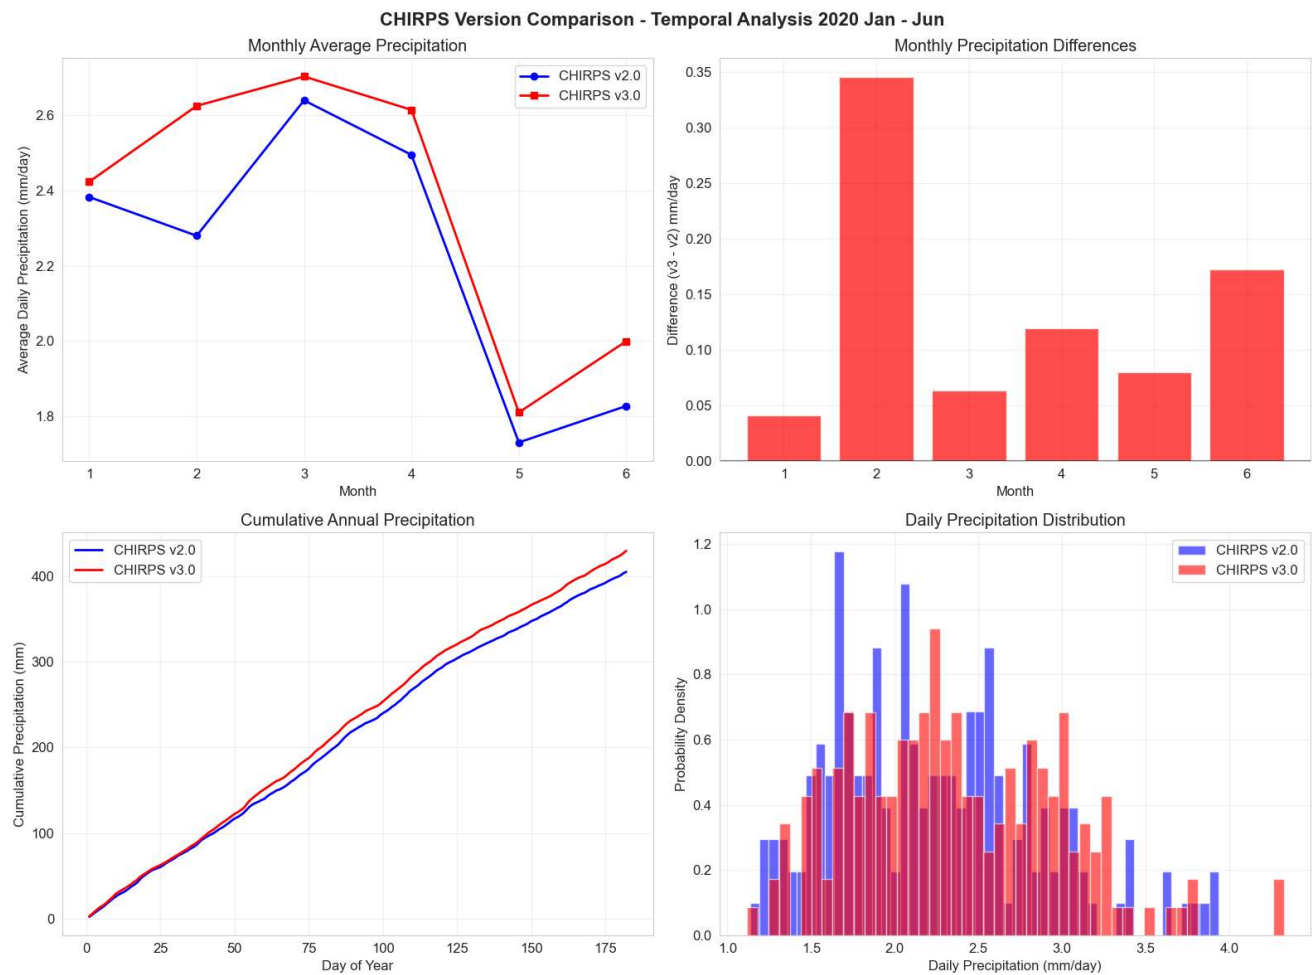 CHIRPS Version Comparison - Temporal Analysis 2020 Jan - Jun
Monthly Average Precipitation
CHIRPS v2.0
CHIRPS v3.0
Average Daily Precipitation (mm/day)
2.6
2.4
2.2
2.0
1.8
1 2 3 4 5 6
Month
Monthly Precipitation Differences
Difference (v3 - v2) mm/day
0.35
0.30
0.25
0.20
0.15
0.10
0.05
0.00
1 2 3 4 5 6
Month
Cumulative Annual Precipitation
CHIRPS v2.0
CHIRPS v3.0
Cumulative Precipitation (mm)
400
300
200
100
0
0 25 50 75 100 125 150 175
Day of Year
Daily Precipitation Distribution
CHIRPS v2.0
CHIRPS v3.0
Probability Density
1.2
1.0
0.8
0.6
0.4
0.2
0.0
1.0 1.5 2.0 2.5 3.0 3.5 4.0
Daily Precipitation (mm/day)